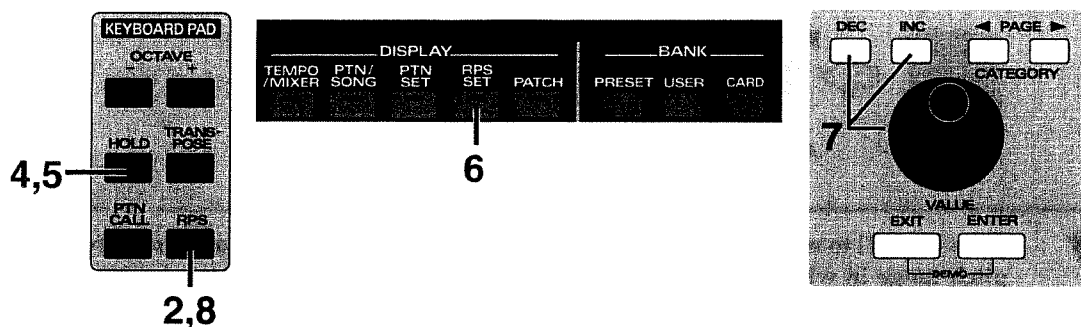 KEYBOARD PAD
OCTAVE
- +
HOLD
TRANS-
POSE
PTN
CALL
RPS
4,5
2,8
DISPLAY
TEMPO
/MIXER
PTN/
SONG
PTN
SET
RPS
SET
PATCH
BANK
PRESET
USER
CARD
6
DEC
INC
◄ PAGE ►
CATEGORY
7
VALUE
EXIT
ENTER
DEMO